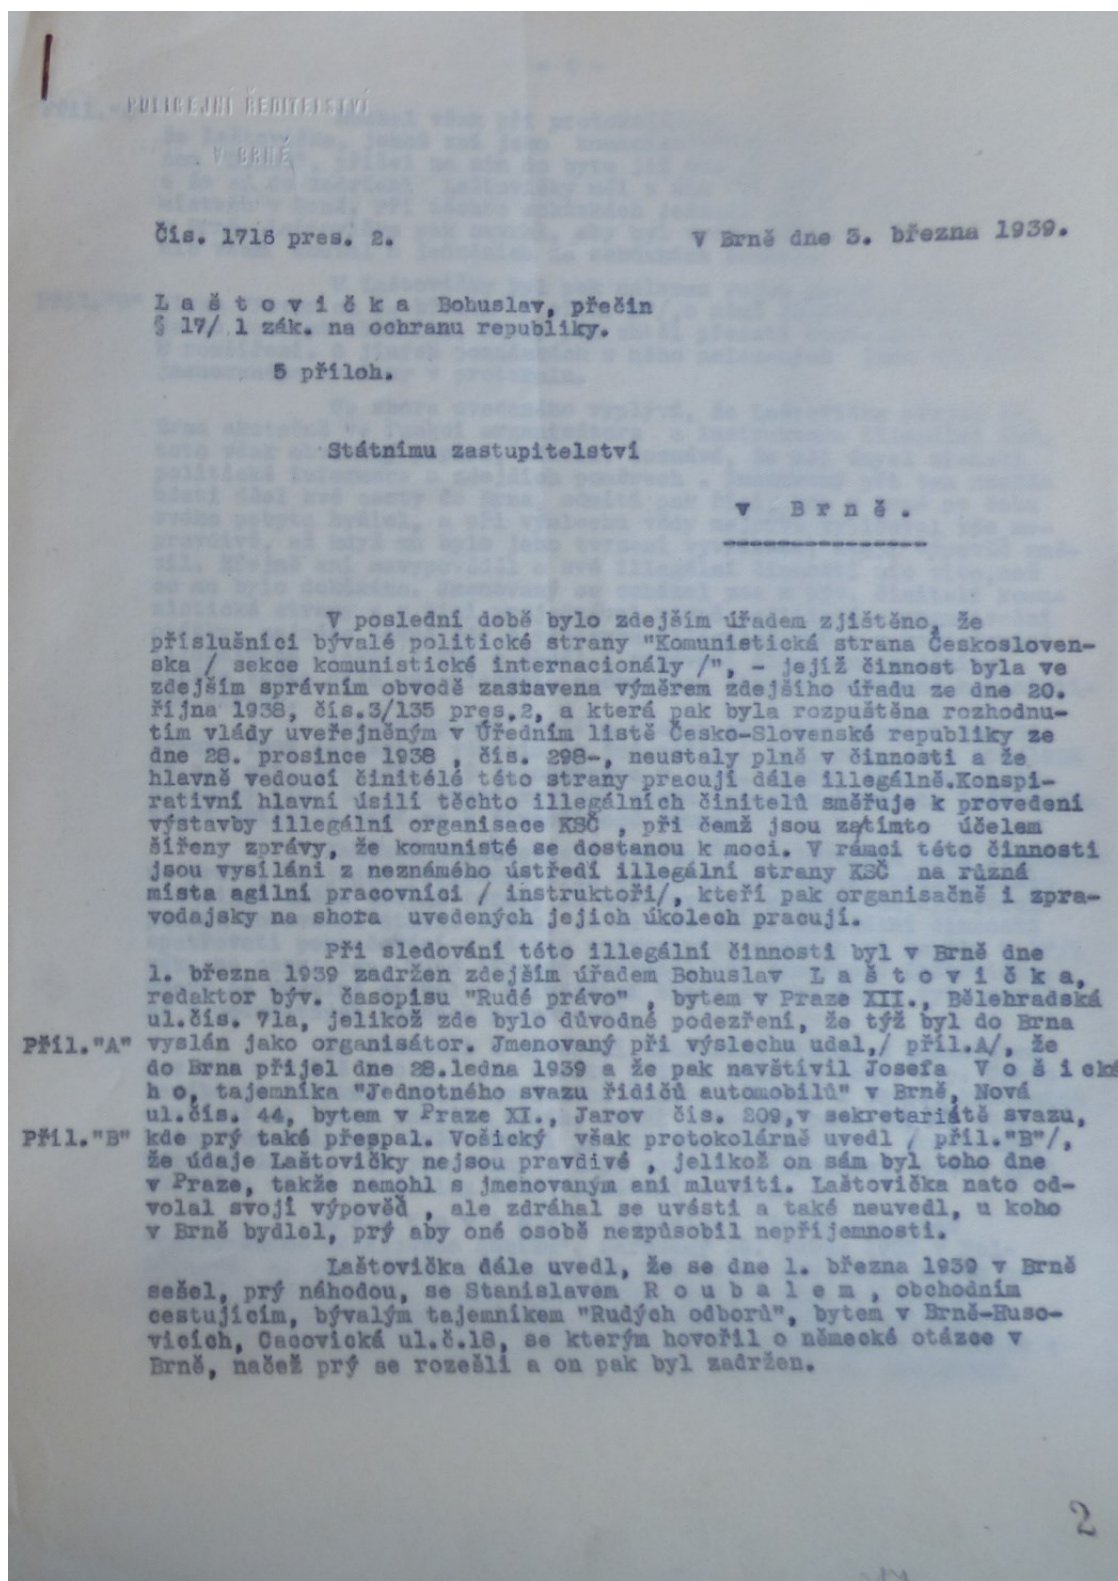 POLICEJNÍ ŘEDITELSTVÍ
V BRNĚ
Čís. 1716 pres. 2.
V Brně dne 3. března 1939.
L a š t o v i č k a Bohuslav, přečin
§ 17/ 1 zák. na ochranu republiky.
5 příloh.
Státnímu zastupitelství
v B r n ě .
V poslední době bylo zdejším úřadem zjištěno, že
příslušníci bývalé politické strany "Komunistická strana Českosloven-
ska / sekce komunistické internacionály /", - jejíž činnost byla ve
zdejším správním obvodě zastavena výměrem zdejšího úřadu ze dne 20.
října 1938, čís.3/135 pres.2, a která pak byla rozpuštěna rozhodnu-
tím vlády uveřejněným v Úředním listě Česko-Slovenské republiky ze
dne 28. prosince 1938 , čís. 298-, neustaly plně v činnosti a že
hlavně vedoucí činitélé této strany pracují dále illegálně.Konspi-
rativní hlavní úsilí těchto illegálních činitelů směřuje k provedení
výstavby illegální organisace KSČ , při čemž jsou za/tímto účelem
šířeny zprávy, že komunisté se dostanou k moci. V rámci této činnosti
jsou vysíláni z neznámého ústředí illegální strany KSČ na různá
místa agilní pracovníci / instruktoři/, kteří pak organisačně i zpra-
vodajsky na shora uvedených jejich úkolech pracují.
Při sledování této illegální činnosti byl v Brně dne
1. března 1939 zadržen zdejším úřadem Bohuslav L a š t o v i č k a,
redaktor býv. časopisu "Rudé právo" , bytem v Praze XII., Bělehradská
ul.čís. 71a, jelikož zde bylo důvodné podezření, že týž byl do Brna
Příl."A" vyslán jako organisátor. Jmenovaný při výslechu udal,/ příl.A/, že
do Brna přijel dne 28.ledna 1939 a že pak navštívil Josefa V o š i cké
h o, tajemníka "Jednotného svazu řidičů automobilů" v Brně, Nová
ul.čís. 44, bytem v Praze XI., Jarov čís. 209,v sekretariátě svazu,
Příl."B" kde prý také přespal. Vošický však protokolárně uvedl / příl."B"/,
že údaje Laštovičky nejsou pravdivé , jelikož on sám byl toho dne
v Praze, takže nemohl s jmenovaným ani mluviti. Laštovička nato od-
volal svoji výpověď , ale zdráhal se uvésti a také neuvedl, u koho
v Brně bydlel, prý aby oné osobě nezpůsobil nepříjemnosti.
Laštovička dále uvedl, že se dne 1. března 1939 v Brně
sešel, prý náhodou, se Stanislavem R o u b a l e m , obchodním
cestujícím, bývalým tajemníkem "Rudých odborů", bytem v Brně-Huso-
vicích, Cacovická ul.č.18, se kterým hovořil o německé otázce v
Brně, načež prý se rozešli a on pak byl zadržen.
2